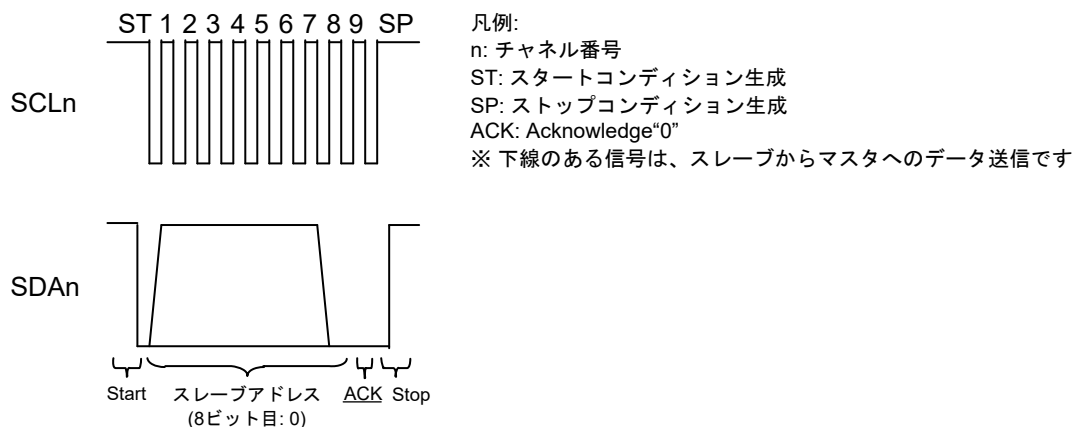 ST 1 2 3 4 5 6 7 8 9 SP
SCLn
凡例:
n: チャネル番号
ST: スタートコンディション生成
SP: ストップコンディション生成
ACK: Acknowledge“0”
※ 下線のある信号は、スレーブからマスタへのデータ送信です
SDAn
Start スレーブアドレス ACK Stop
(8ビット目: 0)